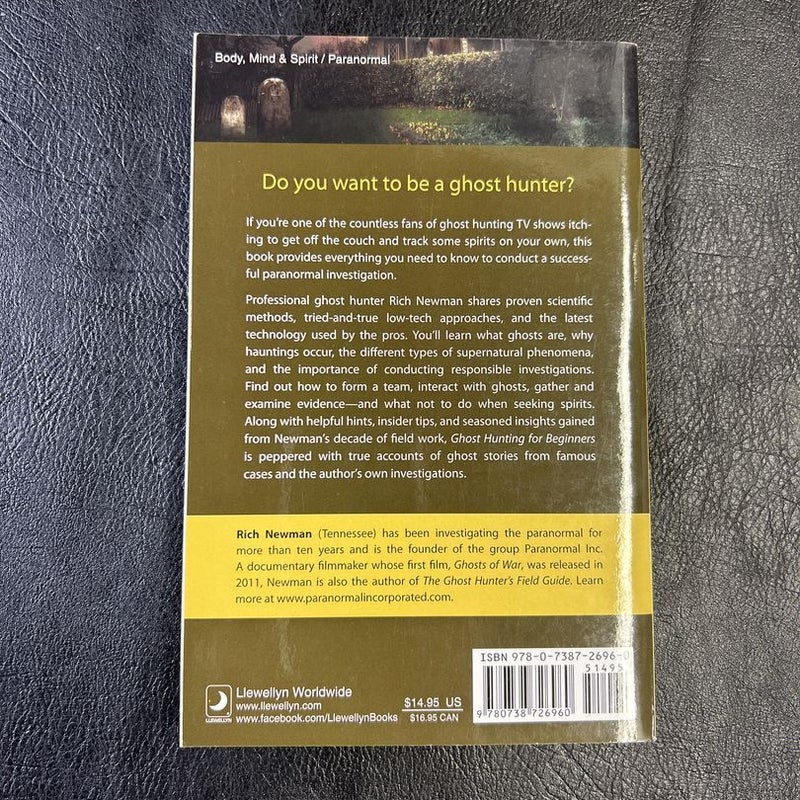 Body, Mind & Spirit / Paranormal
Do you want to be a ghost hunter?
If you're one of the countless fans of ghost hunting TV shows itch-
ing to get off the couch and track some spirits on your own, this
book provides everything you need to know to conduct a success-
ful paranormal investigation.
Professional ghost hunter Rich Newman shares proven scientific
methods, tried-and-true low-tech approaches, and the latest
technology used by the pros. You'll learn what ghosts are, why
hauntings occur, the different types of supernatural phenomena,
and the importance of conducting responsible investigations.
Find out how to form a team, interact with ghosts, gather and
examine evidence—and what not to do when seeking spirits.
Along with helpful hints, insider tips, and seasoned insights gained
from Newman's decade of field work, Ghost Hunting for Beginners
is peppered with true accounts of ghost stories from famous
cases and the author's own investigations.
Rich Newman (Tennessee) has been investigating the paranormal for
more than ten years and is the founder of the group Paranormal Inc.
A documentary filmmaker whose first film, Ghosts of War, was released in
2011, Newman is also the author of The Ghost Hunter's Field Guide. Learn
more at www.paranormalincorporated.com.
LLEWELLYN
Llewellyn Worldwide
www.llewellyn.com
www.facebook.com/LlewellynBooks
$14.95 US
$16.95 CAN
ISBN 978-0-7387-2696-0
51495
9 780738 726960